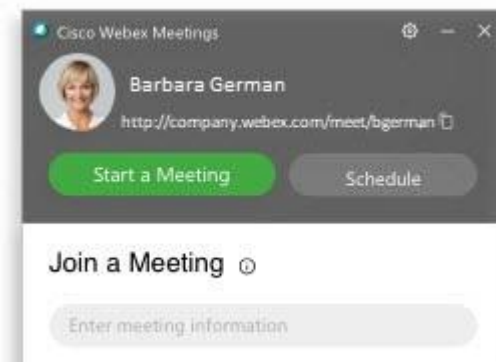 Cisco Webex Meetings
Barbara German
http://company.webex.com/meet/bgerman
Start a Meeting
Schedule
Join a Meeting
Enter meeting information